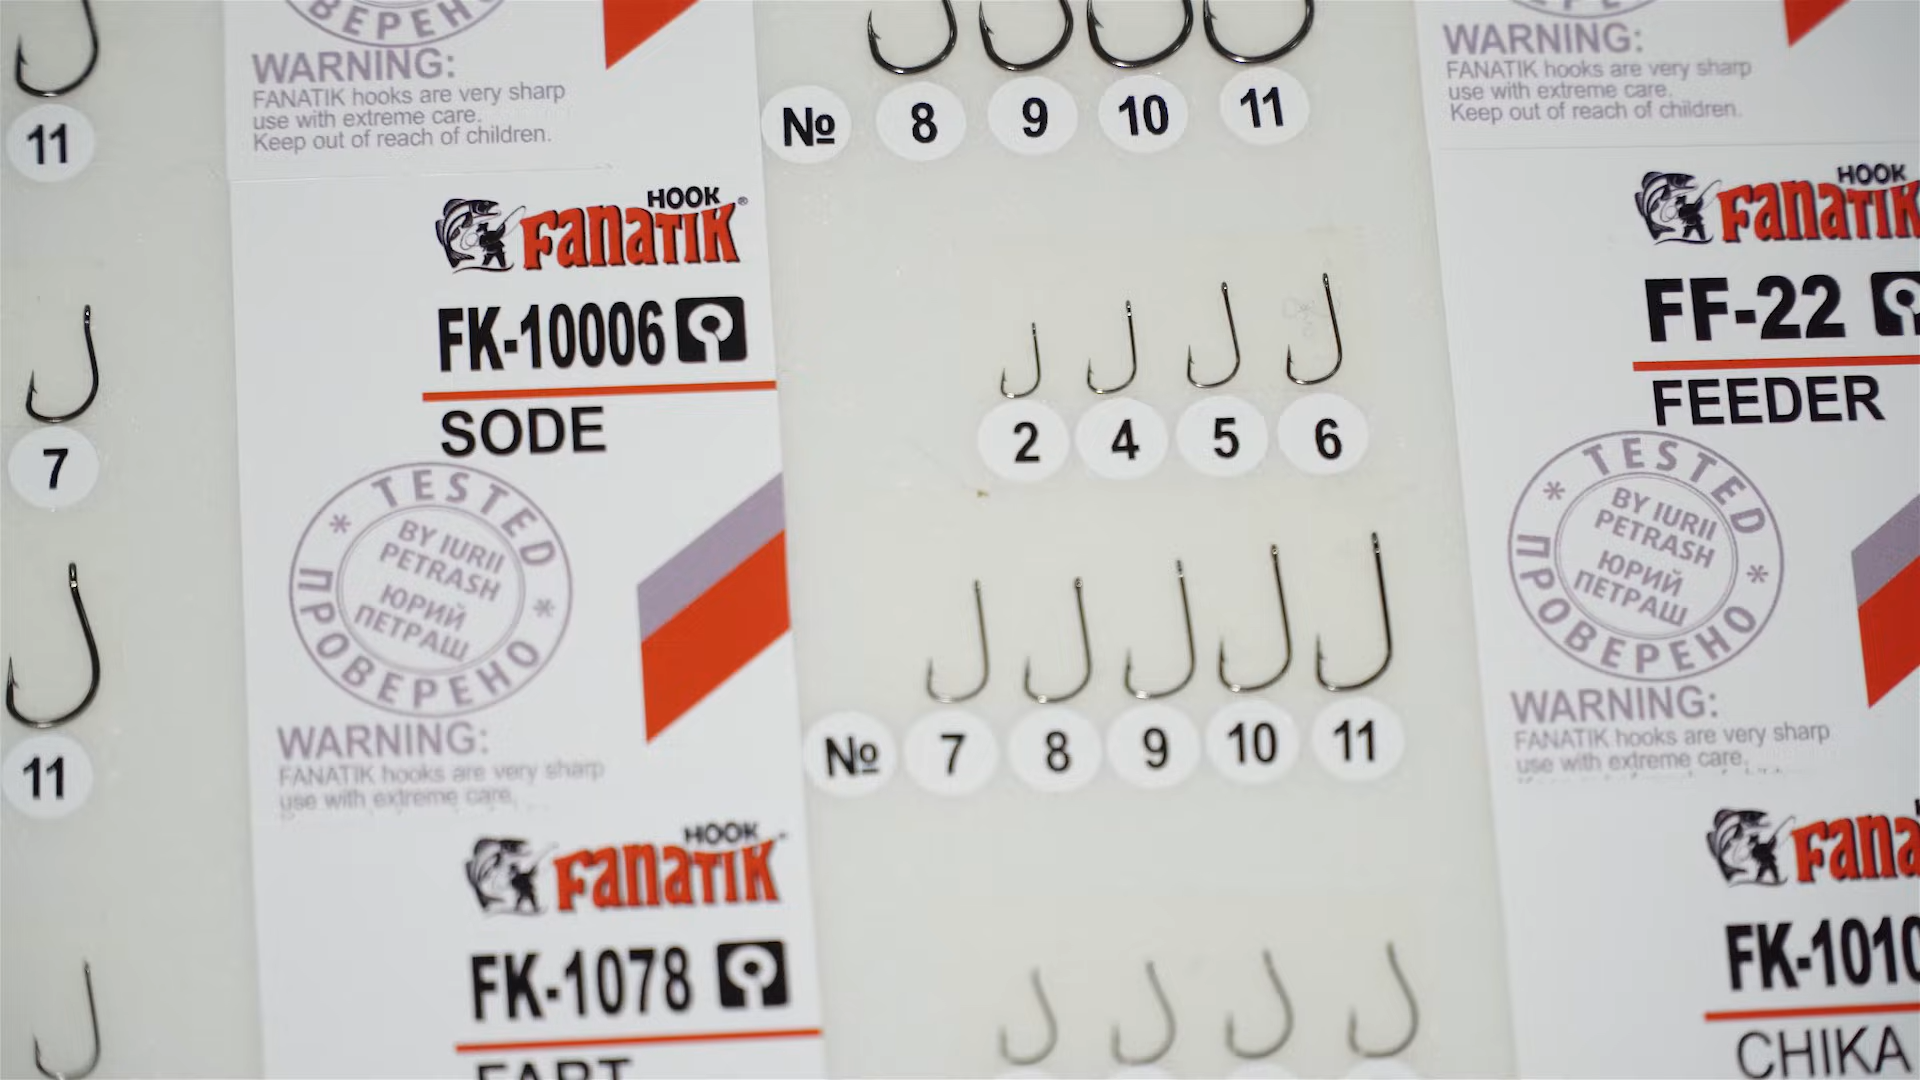 11
7
11
ПРОВЕРЕНО
WARNING:
FANATIK hooks are very sharp
use with extreme care.
Keep out of reach of children.
HOOK
FANATIK®
FK-10006
SODE
TESTED
BY IURII
PETRASH
ЮРИЙ
ПЕТРАШ
ПРОВЕРЕНО
WARNING:
FANATIK hooks are very sharp
use with extreme care.
HOOK
FANATIK
FK-1078
№ 8 9 10 11
2 4 5 6
№ 7 8 9 10 11
WARNING:
FANATIK hooks are very sharp
use with extreme care.
Keep out of reach of children.
HOOK
FANATIK
FF-22
FEEDER
TESTED
BY IURII
PETRASH
ЮРИЙ
ПЕТРАШ
ПРОВЕРЕНО
WARNING:
FANATIK hooks are very sharp
use with extreme care.
FANA
FK-1010
CHIKA